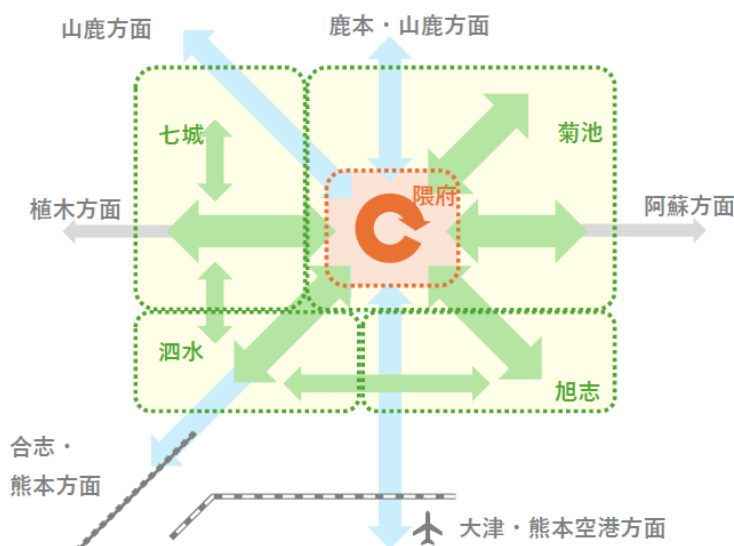 山鹿方面
鹿本・山鹿方面
七城
菊池
隈府
植木方面
阿蘇方面
泗水
旭志
合志・
熊本方面
大津・熊本空港方面